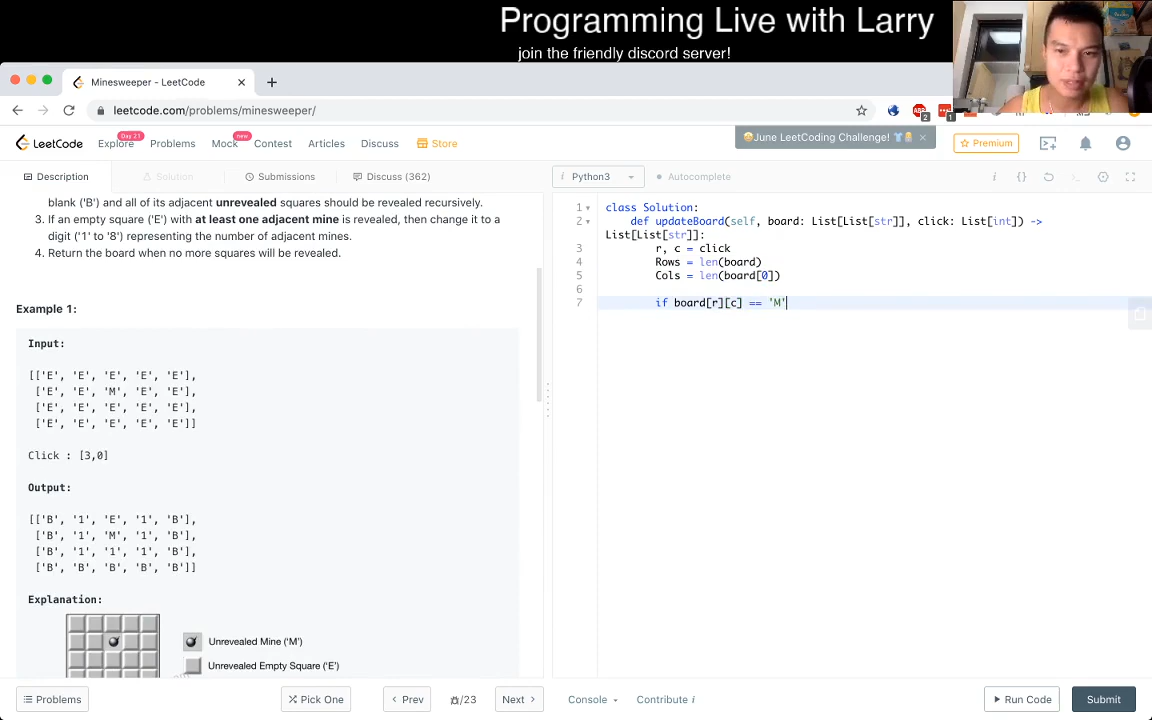 Programming Live with Larry
join the friendly discord server!
Minesweeper - LeetCode
leetcode.com/problems/minesweeper/
LeetCode
Explore
Day 21
Problems
Mock
new
Contest
Articles
Discuss
Store
June LeetCoding Challenge!
Premium
Description
Solution
Submissions
Discuss (362)
Python3
Autocomplete
blank ('B') and all of its adjacent unrevealed squares should be revealed recursively.
3. If an empty square ('E') with at least one adjacent mine is revealed, then change it to a
digit ('1' to '8') representing the number of adjacent mines.
4. Return the board when no more squares will be revealed.
Example 1:
Input:
[['E', 'E', 'E', 'E', 'E'],
['E', 'E', 'M', 'E', 'E'],
['E', 'E', 'E', 'E', 'E'],
['E', 'E', 'E', 'E', 'E']]
Click : [3,0]
Output:
[['B', '1', 'E', '1', 'B'],
['B', '1', 'M', '1', 'B'],
['B', '1', '1', '1', 'B'],
['B', 'B', 'B', 'B', 'B']]
Explanation:
Unrevealed Mine ('M')
Unrevealed Empty Square ('E')
1 class Solution:
2 def updateBoard(self, board: List[List[str]], click: List[int]) ->
List[List[str]]:
3 r, c = click
4 Rows = len(board)
5 Cols = len(board[0])
6
7 if board[r][c] == 'M'
Problems
Pick One
Prev
/23
Next
Console
Contribute
Run Code
Submit